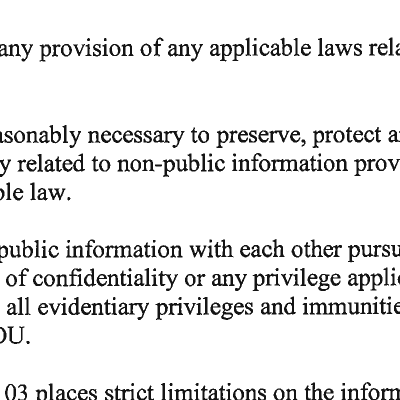 any provision of any applicable laws rela
asonably necessary to preserve, protect a
y related to non-public information prov
ble law.
public information with each other pursu
of confidentiality or any privilege appli
all evidentiary privileges and immunitie
OU.
03 places strict limitations on the inform